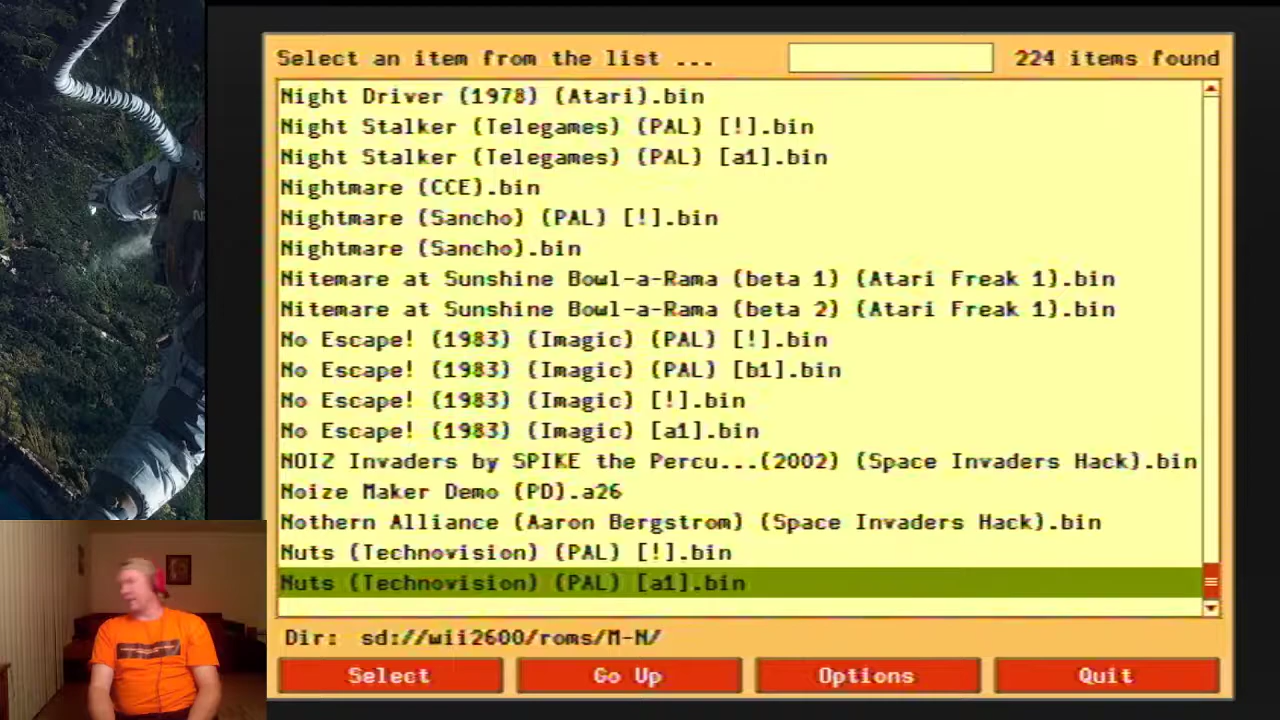 Select an item from the list ... 224 items found
Night Driver (1978) (Atari).bin
Night Stalker (Telegames) (PAL) [!].bin
Night Stalker (Telegames) (PAL) [a1].bin
Nightmare (CCE).bin
Nightmare (Sancho) (PAL) [!].bin
Nightmare (Sancho).bin
Nitemare at Sunshine Bowl-a-Rama (beta 1) (Atari Freak 1).bin
Nitemare at Sunshine Bowl-a-Rama (beta 2) (Atari Freak 1).bin
No Escape! (1983) (Imagic) (PAL) [!].bin
No Escape! (1983) (Imagic) (PAL) [b1].bin
No Escape! (1983) (Imagic) [!].bin
No Escape! (1983) (Imagic) [a1].bin
NOIZ Invaders by SPIKE the Percu...(2002) (Space Invaders Hack).bin
Noize Maker Demo (PD).a26
Nothern Alliance (Aaron Bergstrom) (Space Invaders Hack).bin
Nuts (Technovision) (PAL) [!].bin
Nuts (Technovision) (PAL) [a1].bin
Dir: sd://wii2600/roms/M-N/
Select Go Up Options Quit